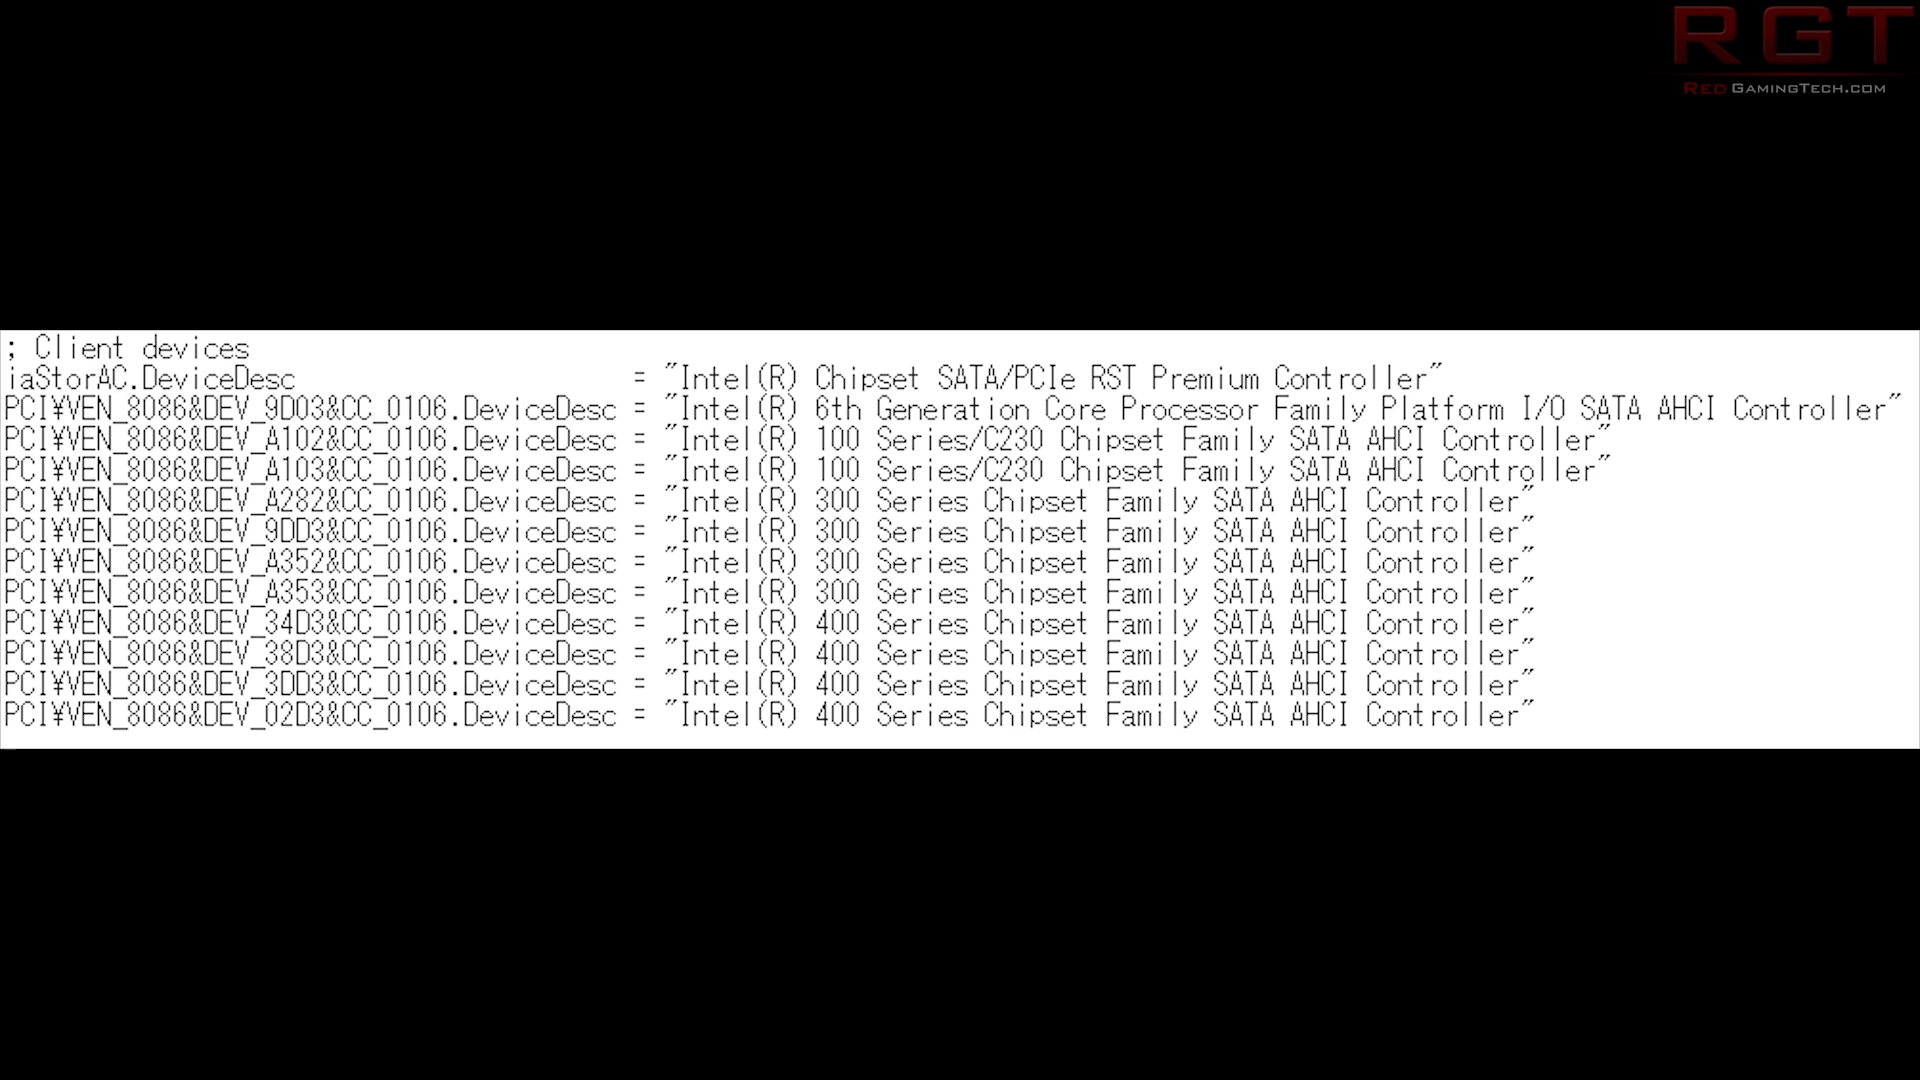 RGT
RED GAMINGTECH.COM
; Client devices
iaStorAC.DeviceDesc = "Intel(R) Chipset SATA/PCIe RST Premium Controller"
PCI¥VEN_8086&DEV_9D03&CC_0106.DeviceDesc = "Intel(R) 6th Generation Core Processor Family Platform I/O SATA AHCI Controller"
PCI¥VEN_8086&DEV_A102&CC_0106.DeviceDesc = "Intel(R) 100 Series/C230 Chipset Family SATA AHCI Controller"
PCI¥VEN_8086&DEV_A103&CC_0106.DeviceDesc = "Intel(R) 100 Series/C230 Chipset Family SATA AHCI Controller"
PCI¥VEN_8086&DEV_A282&CC_0106.DeviceDesc = "Intel(R) 300 Series Chipset Family SATA AHCI Controller"
PCI¥VEN_8086&DEV_9DD3&CC_0106.DeviceDesc = "Intel(R) 300 Series Chipset Family SATA AHCI Controller"
PCI¥VEN_8086&DEV_A352&CC_0106.DeviceDesc = "Intel(R) 300 Series Chipset Family SATA AHCI Controller"
PCI¥VEN_8086&DEV_A353&CC_0106.DeviceDesc = "Intel(R) 300 Series Chipset Family SATA AHCI Controller"
PCI¥VEN_8086&DEV_34D3&CC_0106.DeviceDesc = "Intel(R) 400 Series Chipset Family SATA AHCI Controller"
PCI¥VEN_8086&DEV_38D3&CC_0106.DeviceDesc = "Intel(R) 400 Series Chipset Family SATA AHCI Controller"
PCI¥VEN_8086&DEV_3DD3&CC_0106.DeviceDesc = "Intel(R) 400 Series Chipset Family SATA AHCI Controller"
PCI¥VEN_8086&DEV_02D3&CC_0106.DeviceDesc = "Intel(R) 400 Series Chipset Family SATA AHCI Controller"